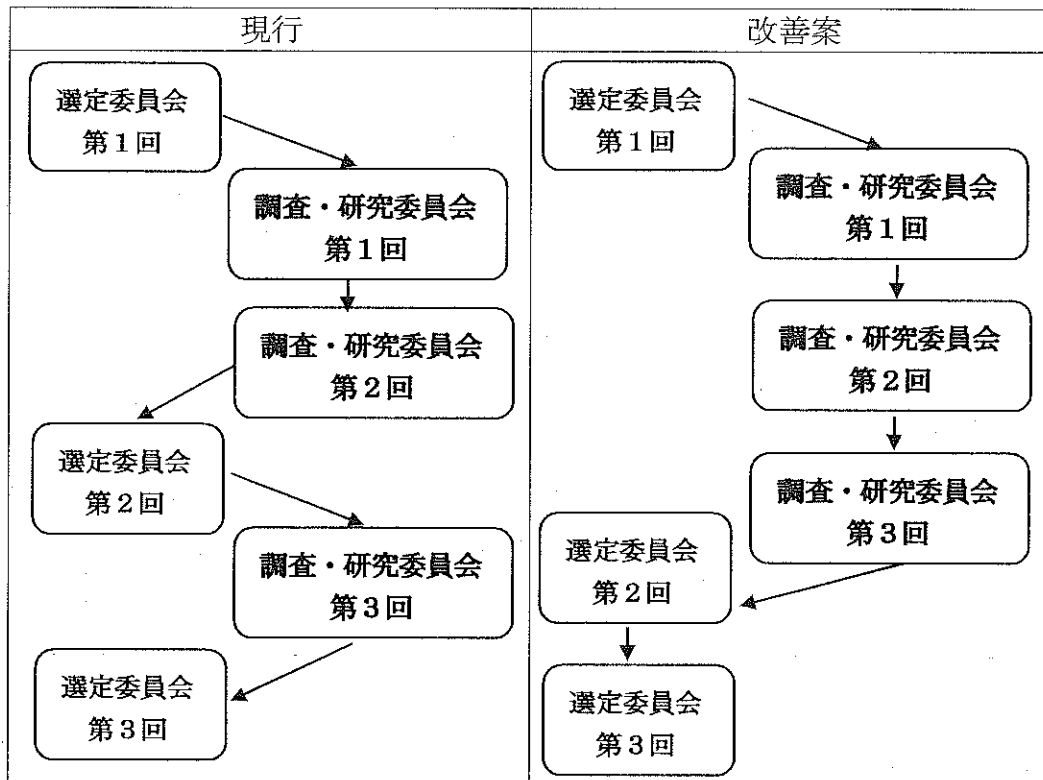 現行
選定委員会
第1回
調査・研究委員会
第1回
調査・研究委員会
第2回
選定委員会
第2回
調査・研究委員会
第3回
選定委員会
第3回
改善案
選定委員会
第1回
調査・研究委員会
第1回
調査・研究委員会
第2回
調査・研究委員会
第3回
選定委員会
第2回
選定委員会
第3回